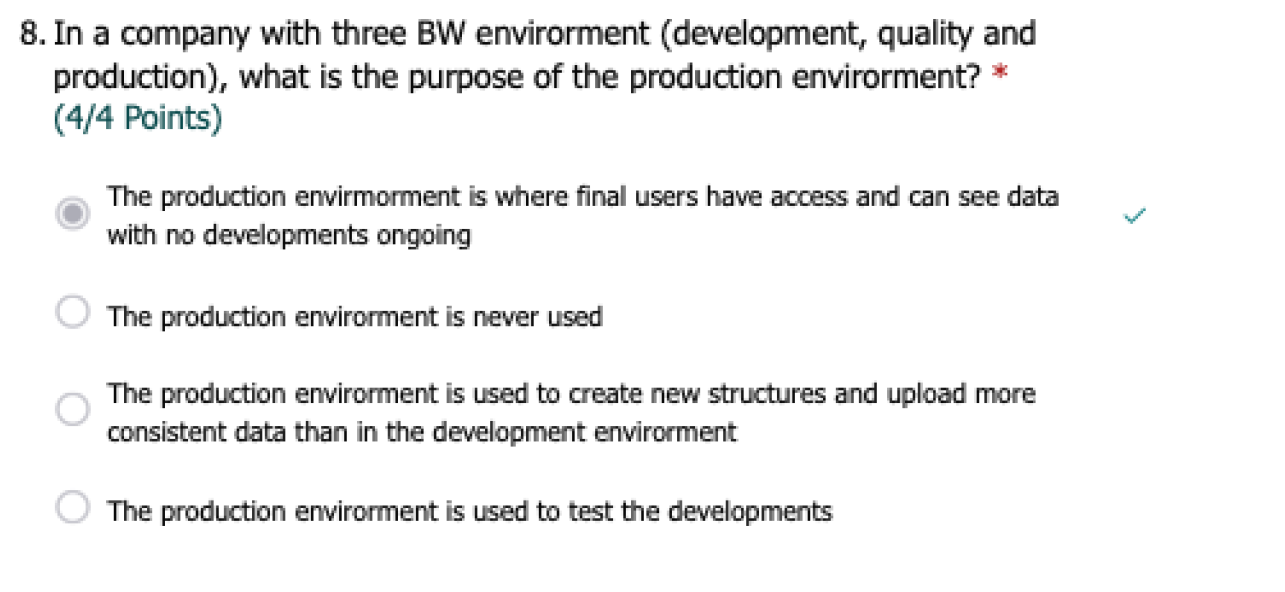 8. In a company with three BW envirorment (development, quality and
production), what is the purpose of the production envirorment? *
(4/4 Points)
The production envirmorment is where final users have access and can see data
with no developments ongoing
The production envirorment is never used
The production envirorment is used to create new structures and upload more
consistent data than in the development envirorment
The production envirorment is used to test the developments